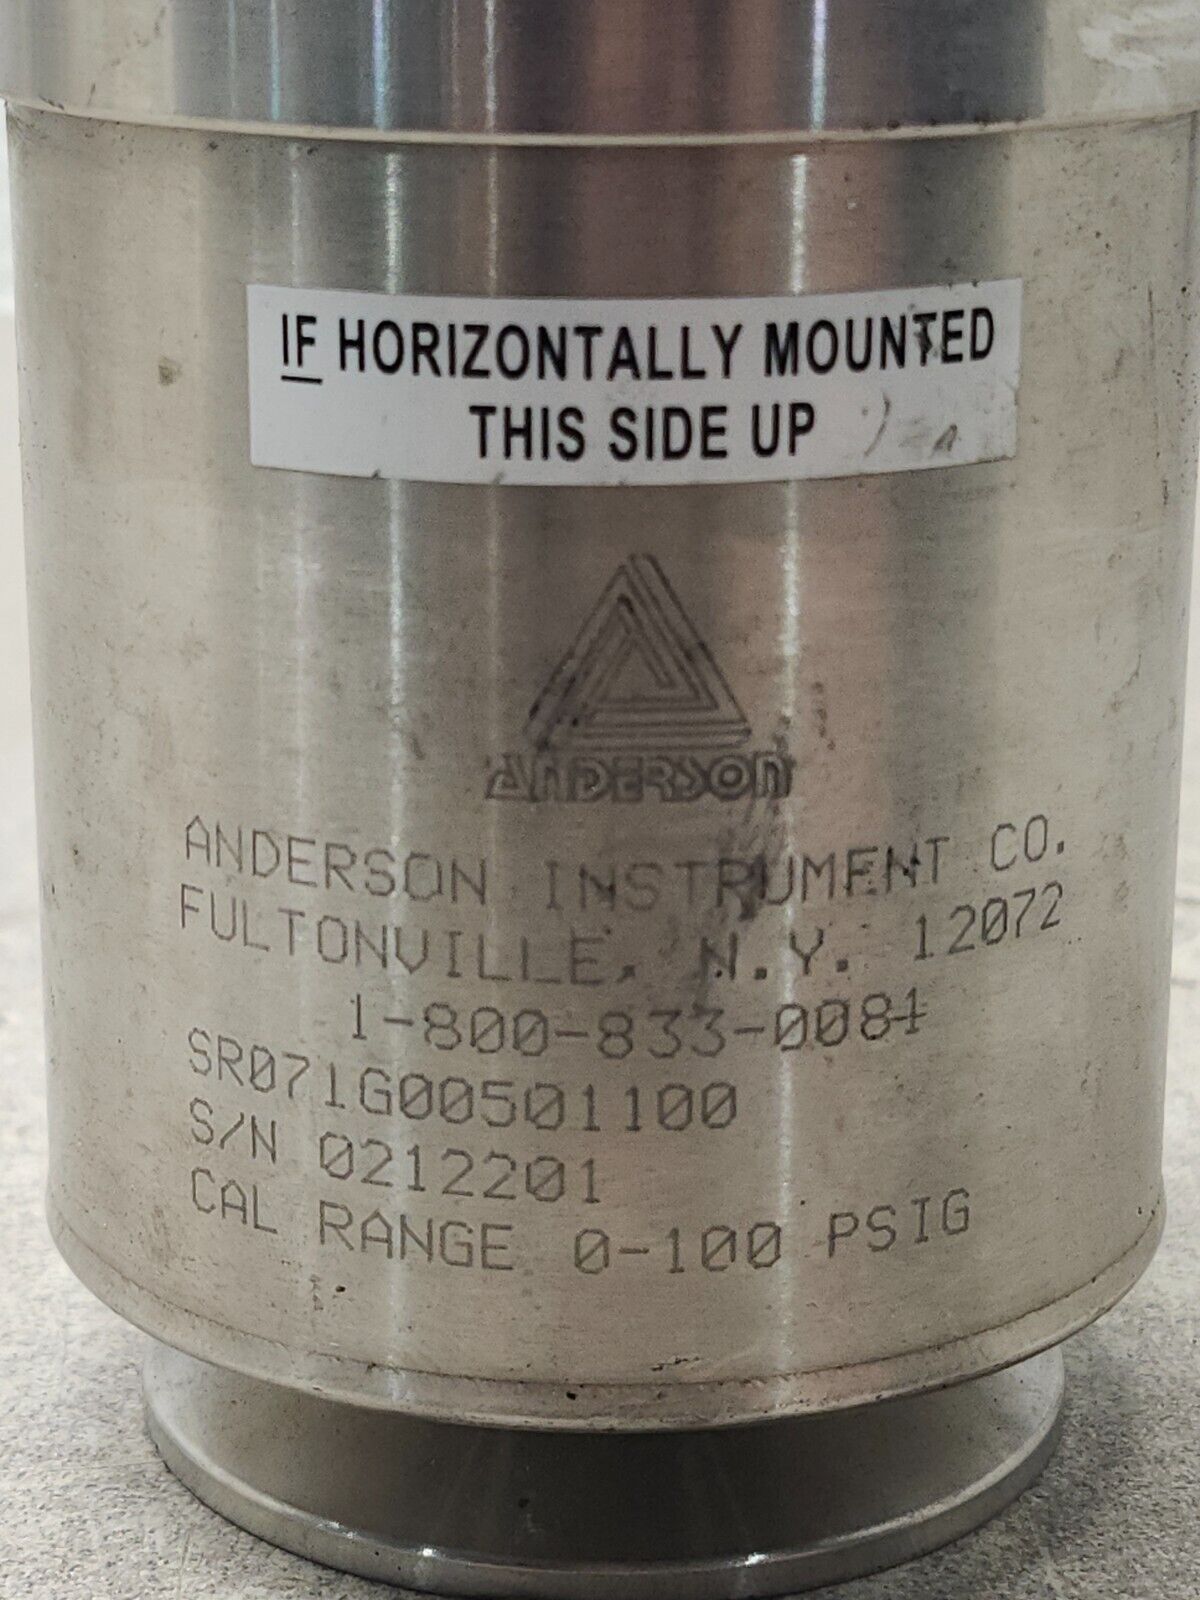 IF HORIZONTALLY MOUNTED
THIS SIDE UP
ANDERSON
ANDERSON INSTRUMENT CO.
FULTONVILLE, N.Y. 12072
1-800-833-0081
SR071G00501100
S/N 0212201
CAL RANGE 0-100 PSIG